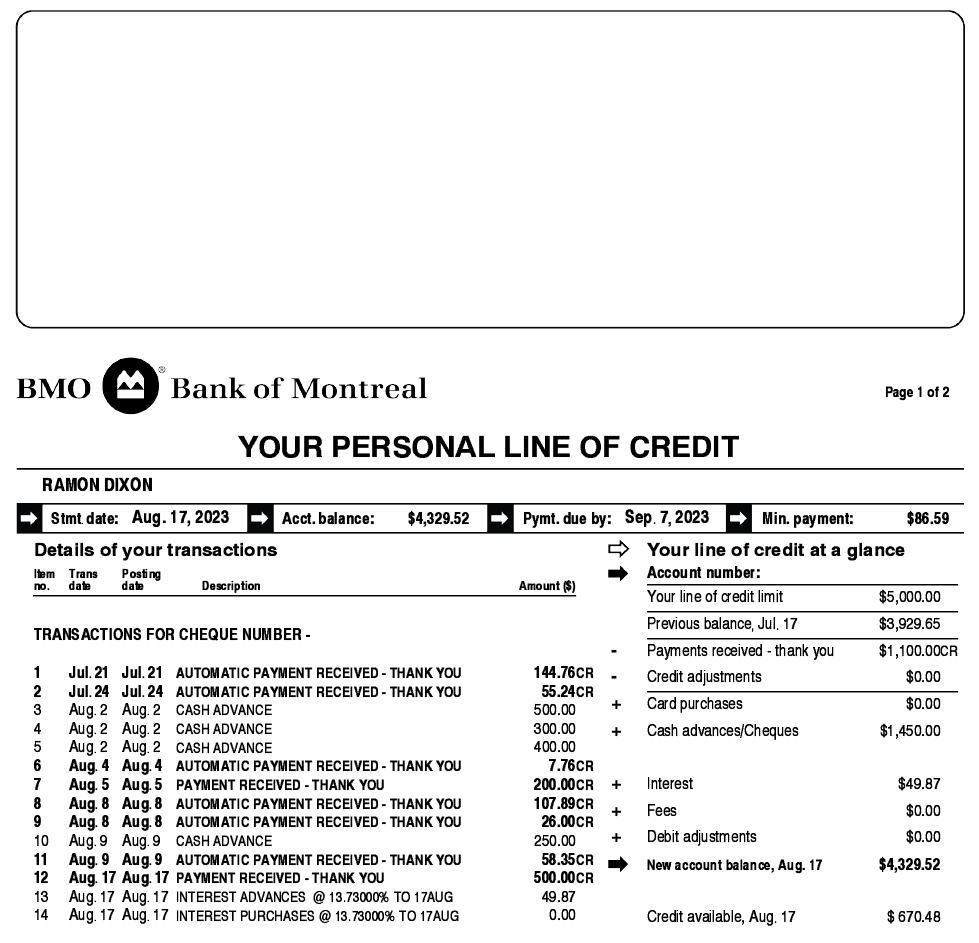 BMO ® Bank of Montreal
Page 1 of 2
YOUR PERSONAL LINE OF CREDIT
RAMON DIXON
Stmt. date: Aug. 17, 2023 Acct. balance: $4,329.52 Pymt. due by: Sep. 7, 2023 Min. payment: $86.59
Details of your transactions
Item no. Trans date Posting date Description Amount ($)
TRANSACTIONS FOR CHEQUE NUMBER -
1 Jul. 21 Jul. 21 AUTOMATIC PAYMENT RECEIVED - THANK YOU 144.76CR
2 Jul. 24 Jul. 24 AUTOMATIC PAYMENT RECEIVED - THANK YOU 55.24CR
3 Aug. 2 Aug. 2 CASH ADVANCE 500.00
4 Aug. 2 Aug. 2 CASH ADVANCE 300.00
5 Aug. 2 Aug. 2 CASH ADVANCE 400.00
6 Aug. 4 Aug. 4 AUTOMATIC PAYMENT RECEIVED - THANK YOU 7.76CR
7 Aug. 5 Aug. 5 PAYMENT RECEIVED - THANK YOU 200.00CR
8 Aug. 8 Aug. 8 AUTOMATIC PAYMENT RECEIVED - THANK YOU 107.89CR
9 Aug. 8 Aug. 8 AUTOMATIC PAYMENT RECEIVED - THANK YOU 26.00CR
10 Aug. 9 Aug. 9 CASH ADVANCE 250.00
11 Aug. 9 Aug. 9 AUTOMATIC PAYMENT RECEIVED - THANK YOU 58.35CR
12 Aug. 17 Aug. 17 PAYMENT RECEIVED - THANK YOU 500.00CR
13 Aug. 17 Aug. 17 INTEREST ADVANCES @ 13.73000% TO 17AUG 49.87
14 Aug. 17 Aug. 17 INTEREST PURCHASES @ 13.73000% TO 17AUG 0.00
Your line of credit at a glance
Account number:
Your line of credit limit $5,000.00
Previous balance, Jul. 17 $3,929.65
- Payments received - thank you $1,100.00CR
- Credit adjustments $0.00
+ Card purchases $0.00
+ Cash advances/Cheques $1,450.00
+ Interest $49.87
+ Fees $0.00
+ Debit adjustments $0.00
New account balance, Aug. 17 $4,329.52
Credit available, Aug. 17 $ 670.48